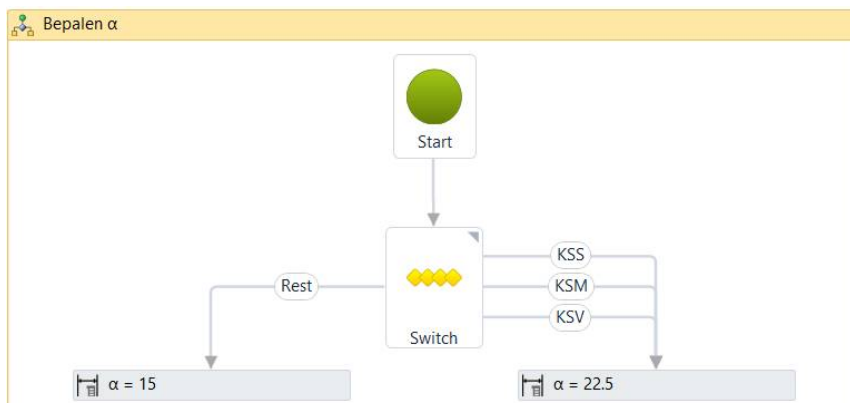 Bepalen α
Start
KSS
Rest
KSM
KSV
Switch
α = 15
α = 22.5